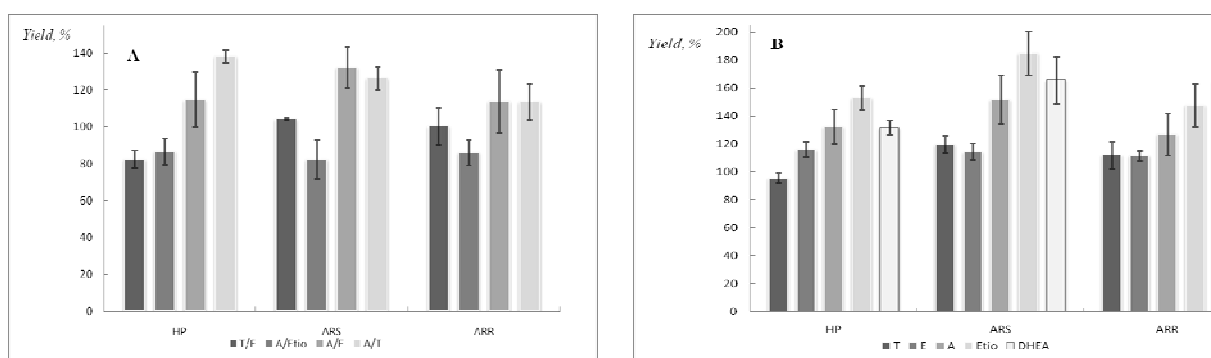 Yield, %
A
140
120
100
80
60
40
20
0
HP
ARS
ARR
T/E
A/Etio
A/E
A/T
Yield, %
B
200
180
160
140
120
100
80
60
40
20
0
HP
ARS
ARR
T
E
A
Etio
DHEA